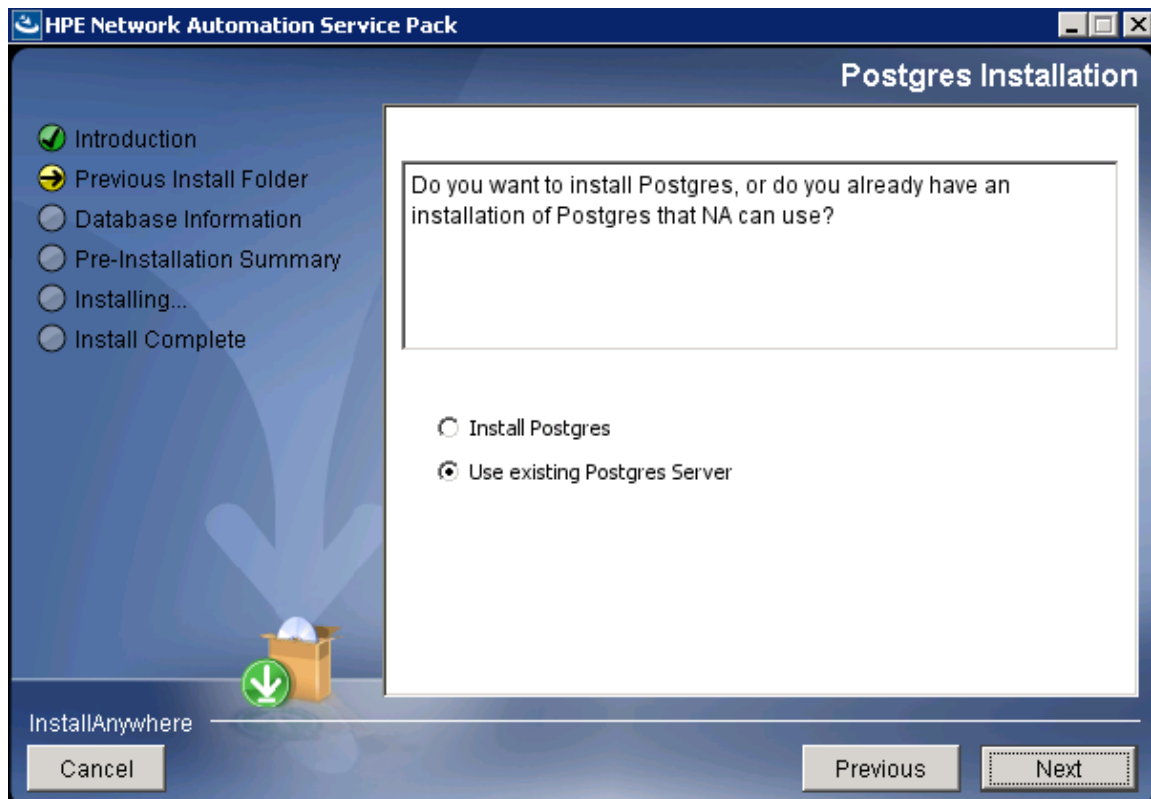 HPE Network Automation Service Pack
Postgres Installation
Introduction
Previous Install Folder
Database Information
Pre-Installation Summary
Installing...
Install Complete
Do you want to install Postgres, or do you already have an
installation of Postgres that NA can use?
Install Postgres
Use existing Postgres Server
InstallAnywhere
Cancel
Previous
Next